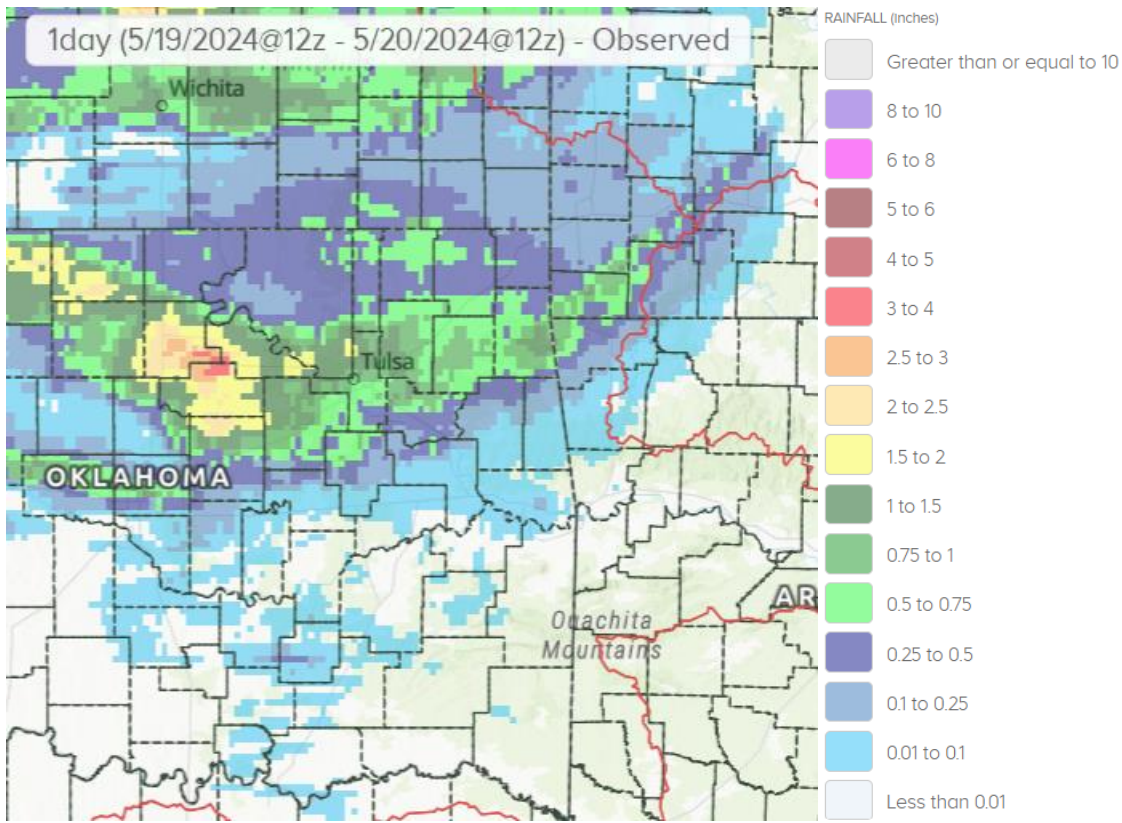 1day (5/19/2024@12z - 5/20/2024@12z) - Observed
Wichita
Tulsa
OKLAHOMA
AR
Ouachita
Mountains
RAINFALL (Inches)
Greater than or equal to 10
8 to 10
6 to 8
5 to 6
4 to 5
3 to 4
2.5 to 3
2 to 2.5
1.5 to 2
1 to 1.5
0.75 to 1
0.5 to 0.75
0.25 to 0.5
0.1 to 0.25
0.01 to 0.1
Less than 0.01